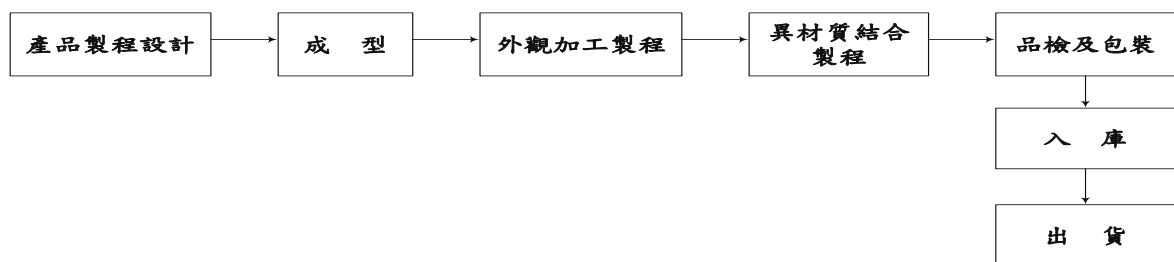 產品製程設計
成 型
外觀加工製程
異材質結合
製程
品檢及包裝
入 庫
出 貨